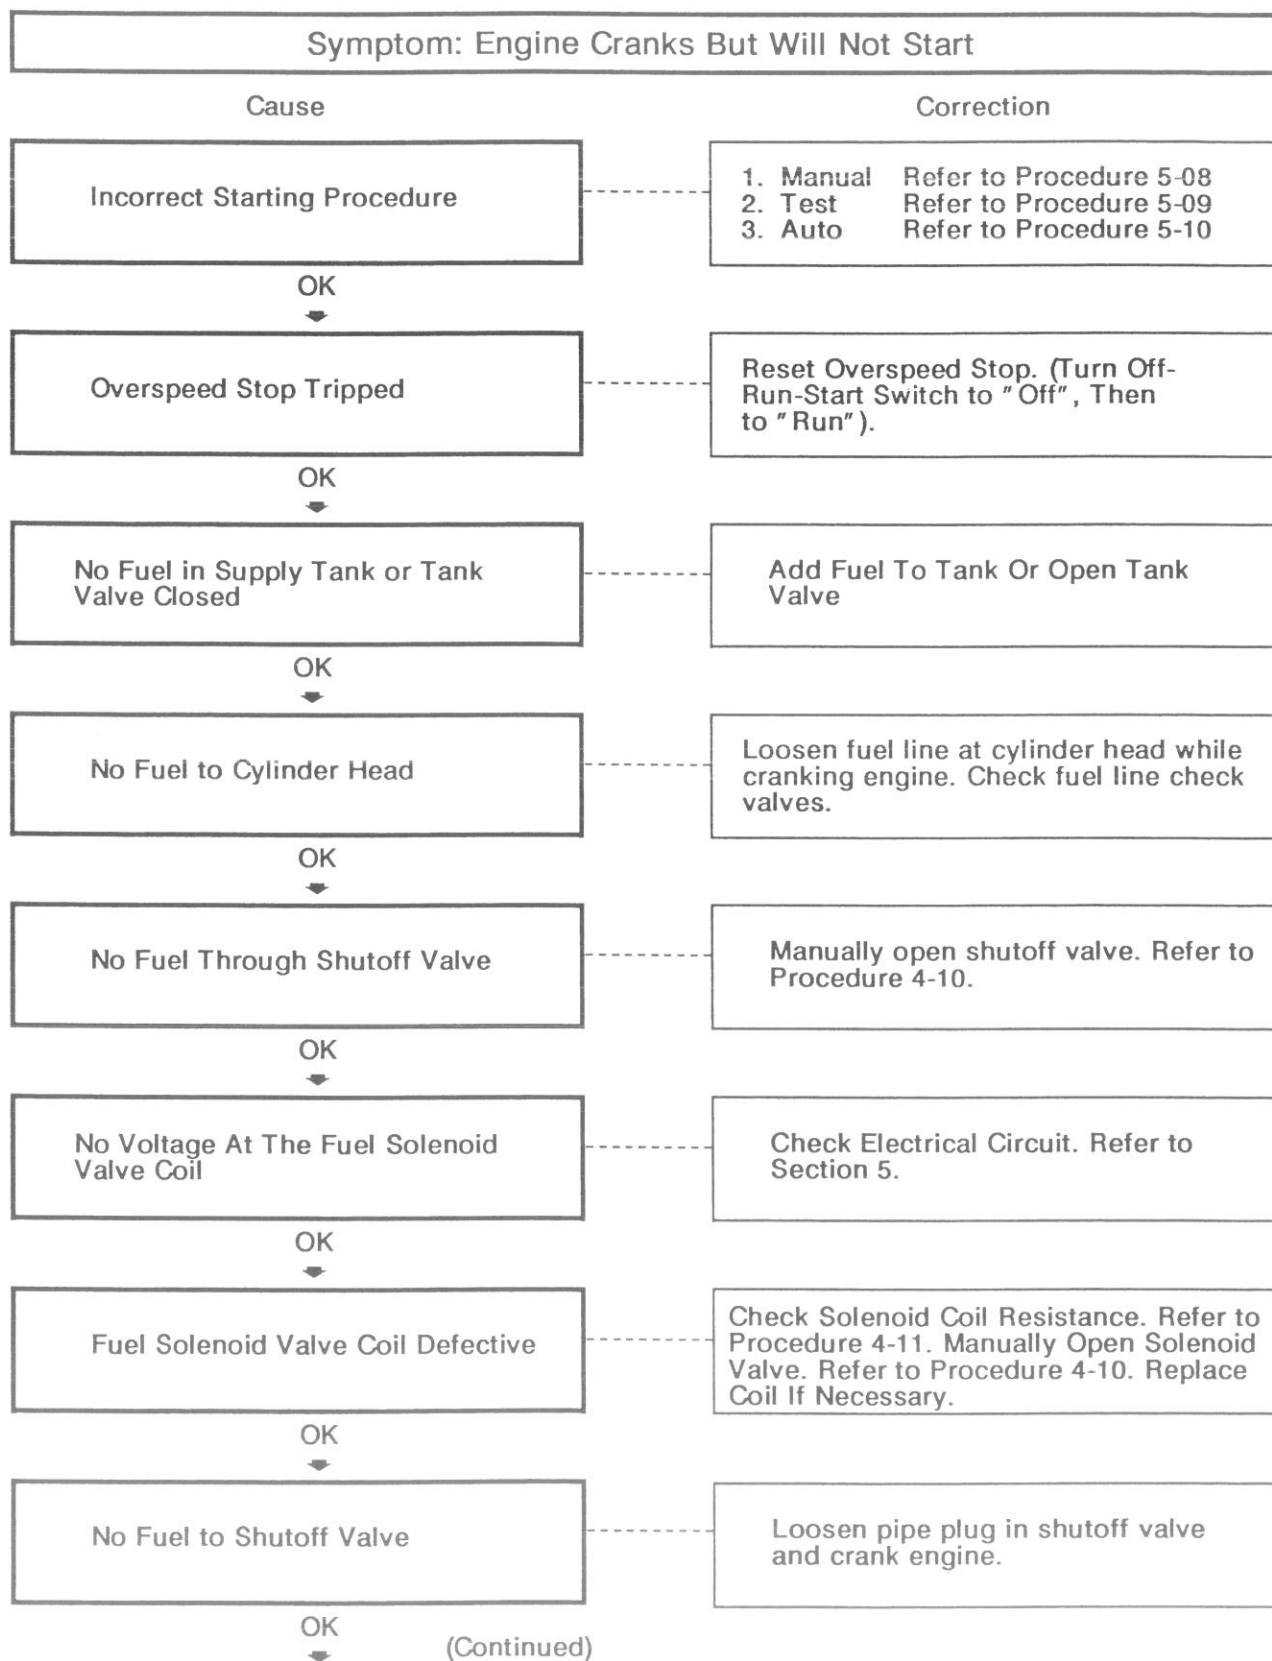 Symptom: Engine Cranks But Will Not Start
Cause
Correction
Incorrect Starting Procedure
1. Manual Refer to Procedure 5-08
2. Test Refer to Procedure 5-09
3. Auto Refer to Procedure 5-10
OK
Overspeed Stop Tripped
Reset Overspeed Stop. (Turn Off-
Run-Start Switch to "Off", Then
to "Run").
OK
No Fuel in Supply Tank or Tank
Valve Closed
Add Fuel To Tank Or Open Tank
Valve
OK
No Fuel to Cylinder Head
Loosen fuel line at cylinder head while
cranking engine. Check fuel line check
valves.
OK
No Fuel Through Shutoff Valve
Manually open shutoff valve. Refer to
Procedure 4-10.
OK
No Voltage At The Fuel Solenoid
Valve Coil
Check Electrical Circuit. Refer to
Section 5.
OK
Fuel Solenoid Valve Coil Defective
Check Solenoid Coil Resistance. Refer to
Procedure 4-11. Manually Open Solenoid
Valve. Refer to Procedure 4-10. Replace
Coil If Necessary.
OK
No Fuel to Shutoff Valve
Loosen pipe plug in shutoff valve
and crank engine.
OK
(Continued)